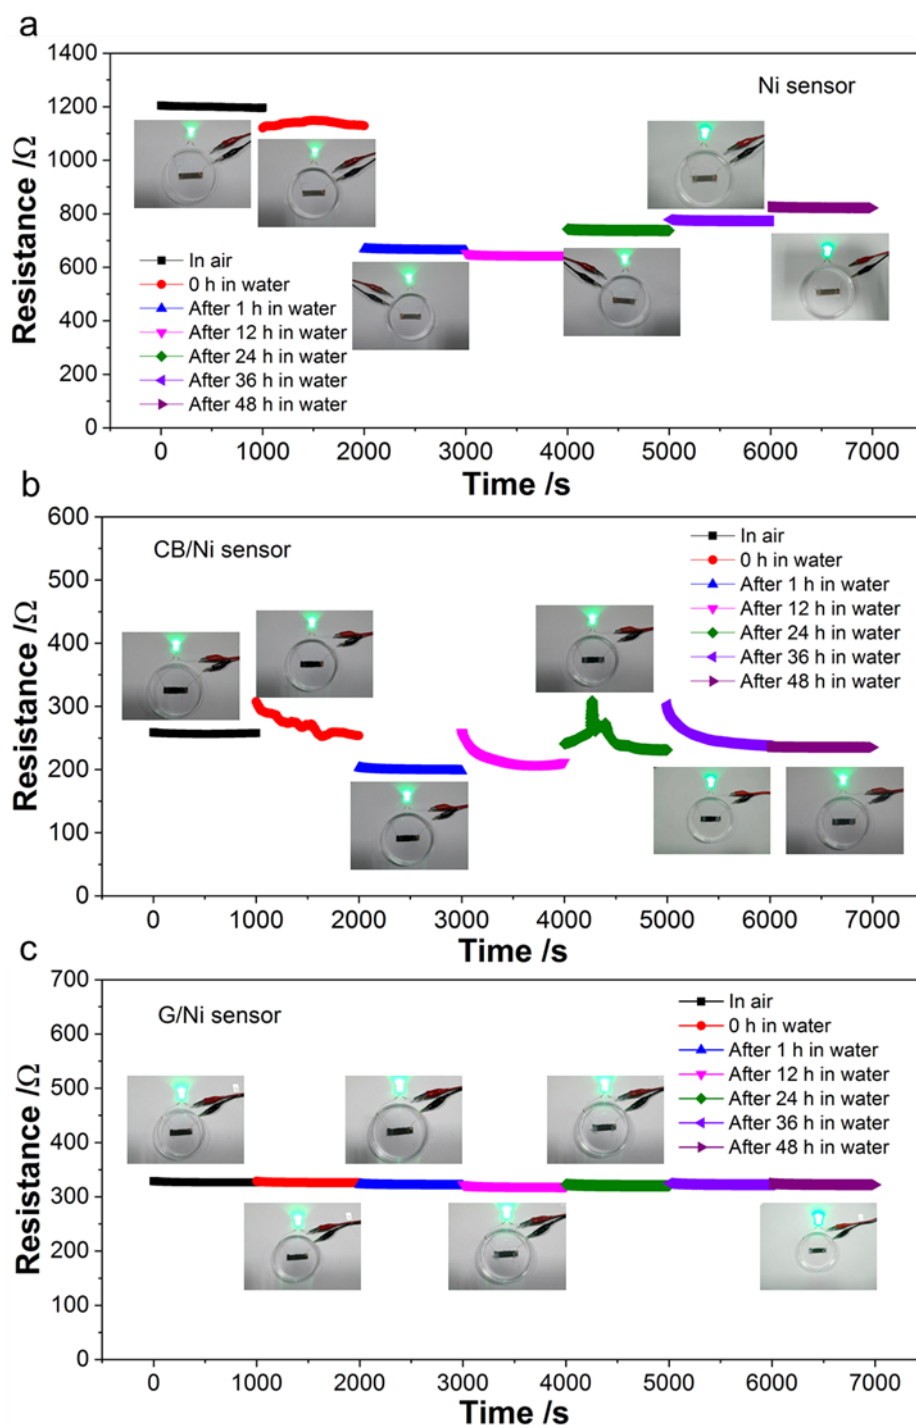 a
1400
1200
1000
800
600
400
200
0
Resistance /Ω
Ni sensor
In air
0 h in water
After 1 h in water
After 12 h in water
After 24 h in water
After 36 h in water
After 48 h in water
0 1000 2000 3000 4000 5000 6000 7000
Time /s
b
600
500
400
300
200
100
0
Resistance /Ω
CB/Ni sensor
In air
0 h in water
After 1 h in water
After 12 h in water
After 24 h in water
After 36 h in water
After 48 h in water
0 1000 2000 3000 4000 5000 6000 7000
Time /s
c
700
600
500
400
300
200
100
0
Resistance /Ω
G/Ni sensor
In air
0 h in water
After 1 h in water
After 12 h in water
After 24 h in water
After 36 h in water
After 48 h in water
0 1000 2000 3000 4000 5000 6000 7000
Time /s